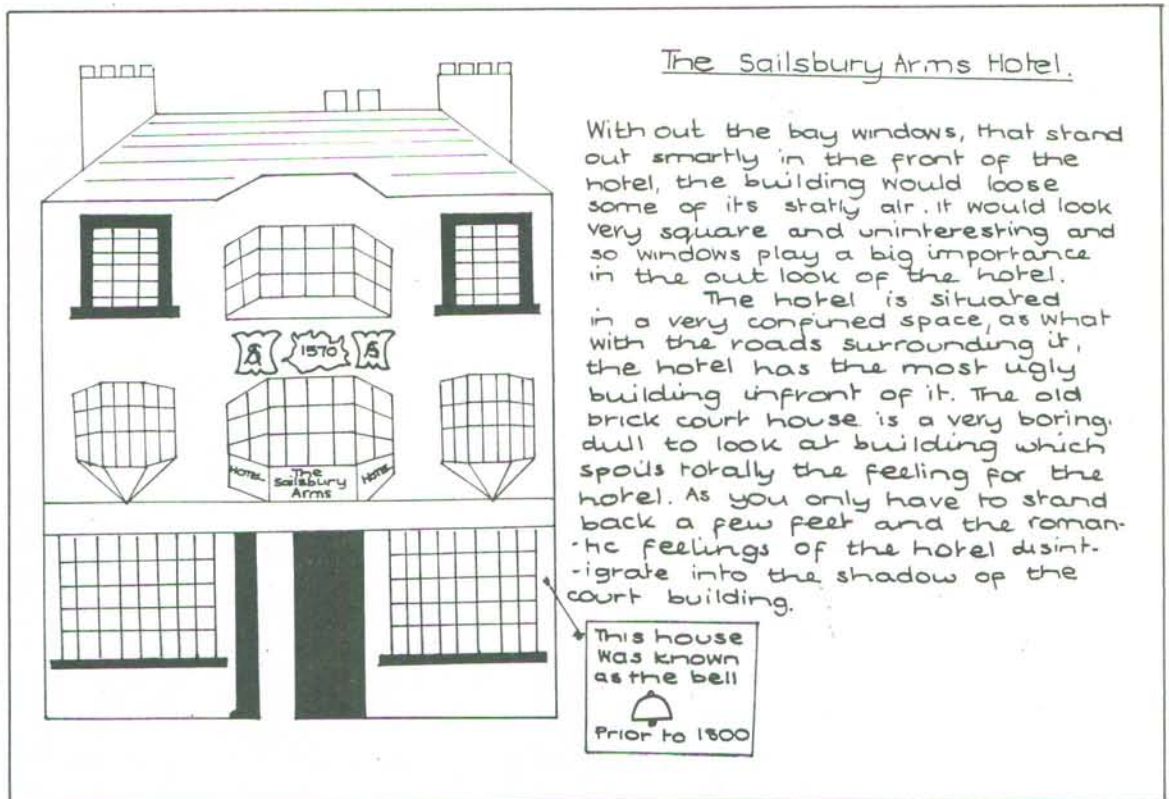 The Sailsbury Arms Hotel.
With out the bay windows, that stand
out smartly in the front of the
hotel, the building would loose
some of its statly air. It would look
very square and uninteresting and
so windows play a big importance
in the out look of the hotel.
The hotel is situated
in a very confined space, as what
with the roads surrounding it,
the hotel has the most ugly
building infront of it. The old
brick court house is a very boring.
dull to look at building which
spoils totally the feeling for the
hotel. As you only have to stand
back a few feet and the roman-
-tic feelings of the hotel disint-
-igrate into the shadow of the
court building.
1570
HOTEL
The
Sailsbury
Arms
HOTEL
This house
was known
as the bell
Prior to 1800